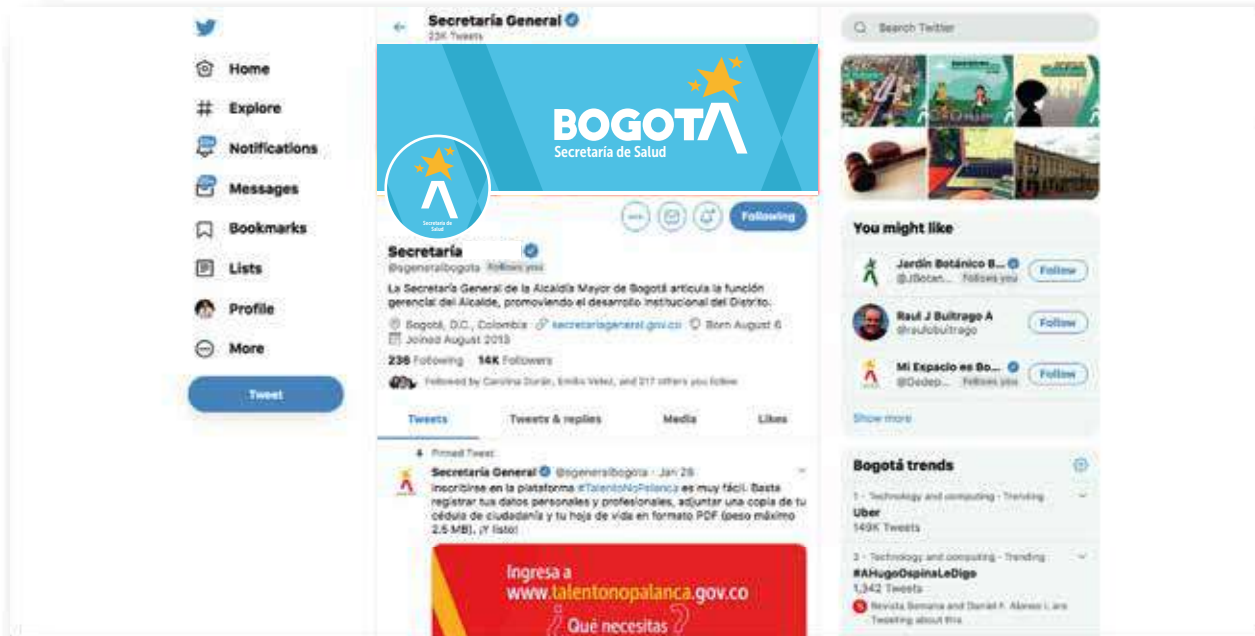 Home
Explore
Notifications
Messages
Bookmarks
Lists
Profile
More
Tweet
Secretaría General
23K Tweets
BOGOTÁ
Secretaría de Salud
Secretaría de
Salud
Following
Secretaría
@sgeneralbogota Follows you
La Secretaría General de la Alcaldía Mayor de Bogotá articula la función
gerencial del Alcalde, promoviendo el desarrollo institucional del Distrito.
Bogotá, D.C., Colombia secretariageneral.gov.co Born August 6
Joined August 2013
236 Following 14K Followers
Followed by Carolina Durán, Emilia Velez, and 217 others you follow
Tweets Tweets & replies Media Likes
Pinned Tweet
Secretaría General @sgeneralbogota · Jan 28
Inscribirse en la plataforma #TalentoNoPalanca es muy fácil. Basta
registrar tus datos personales y profesionales, adjuntar una copia de tu
cédula de ciudadanía y tu hoja de vida en formato PDF (peso máximo
2.5 MB). ¡Y listo!
Ingresa a
www.talentonopalanca.gov.co
¿Qué necesitas?
Search Twitter
You might like
Jardín Botánico B...
@JBotan... Follows you
Follow
Raul J Buitrago A
@raulobuitrago
Follow
Mi Espacio es Bo...
@Dadep... Follows you
Follow
Show more
Bogotá trends
1 · Technology and computing · Trending
Uber
149K Tweets
2 · Technology and computing · Trending
#AHugoOspinaLeDigo
1,342 Tweets
Revista Semana and Daniel F. Alonso I. are
Tweeting about this